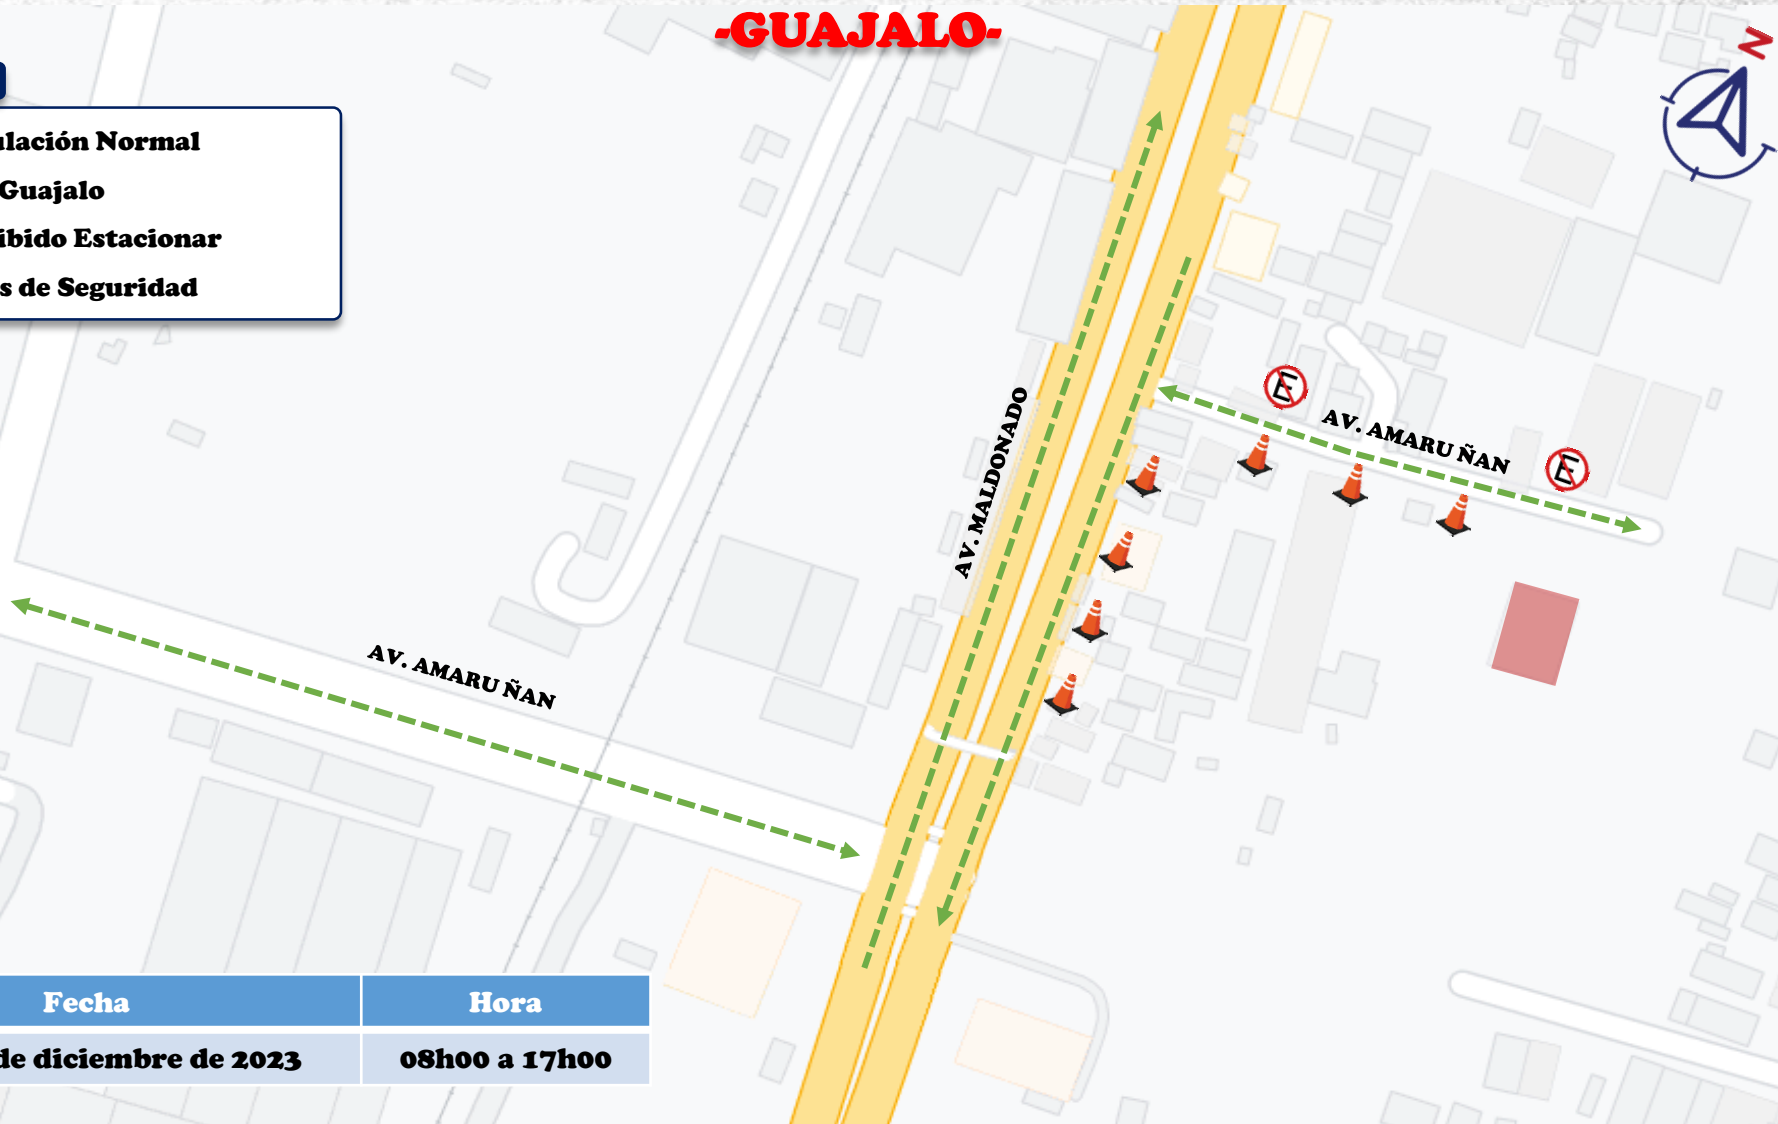 -GUAJALO-
N
ulación Normal
Guajalo
ibido Estacionar
s de Seguridad
E
AV. AMARU ÑAN
E
AV. MALDONADO
AV. AMARU ÑAN
Fecha Hora
de diciembre de 2023 08h00 a 17h00